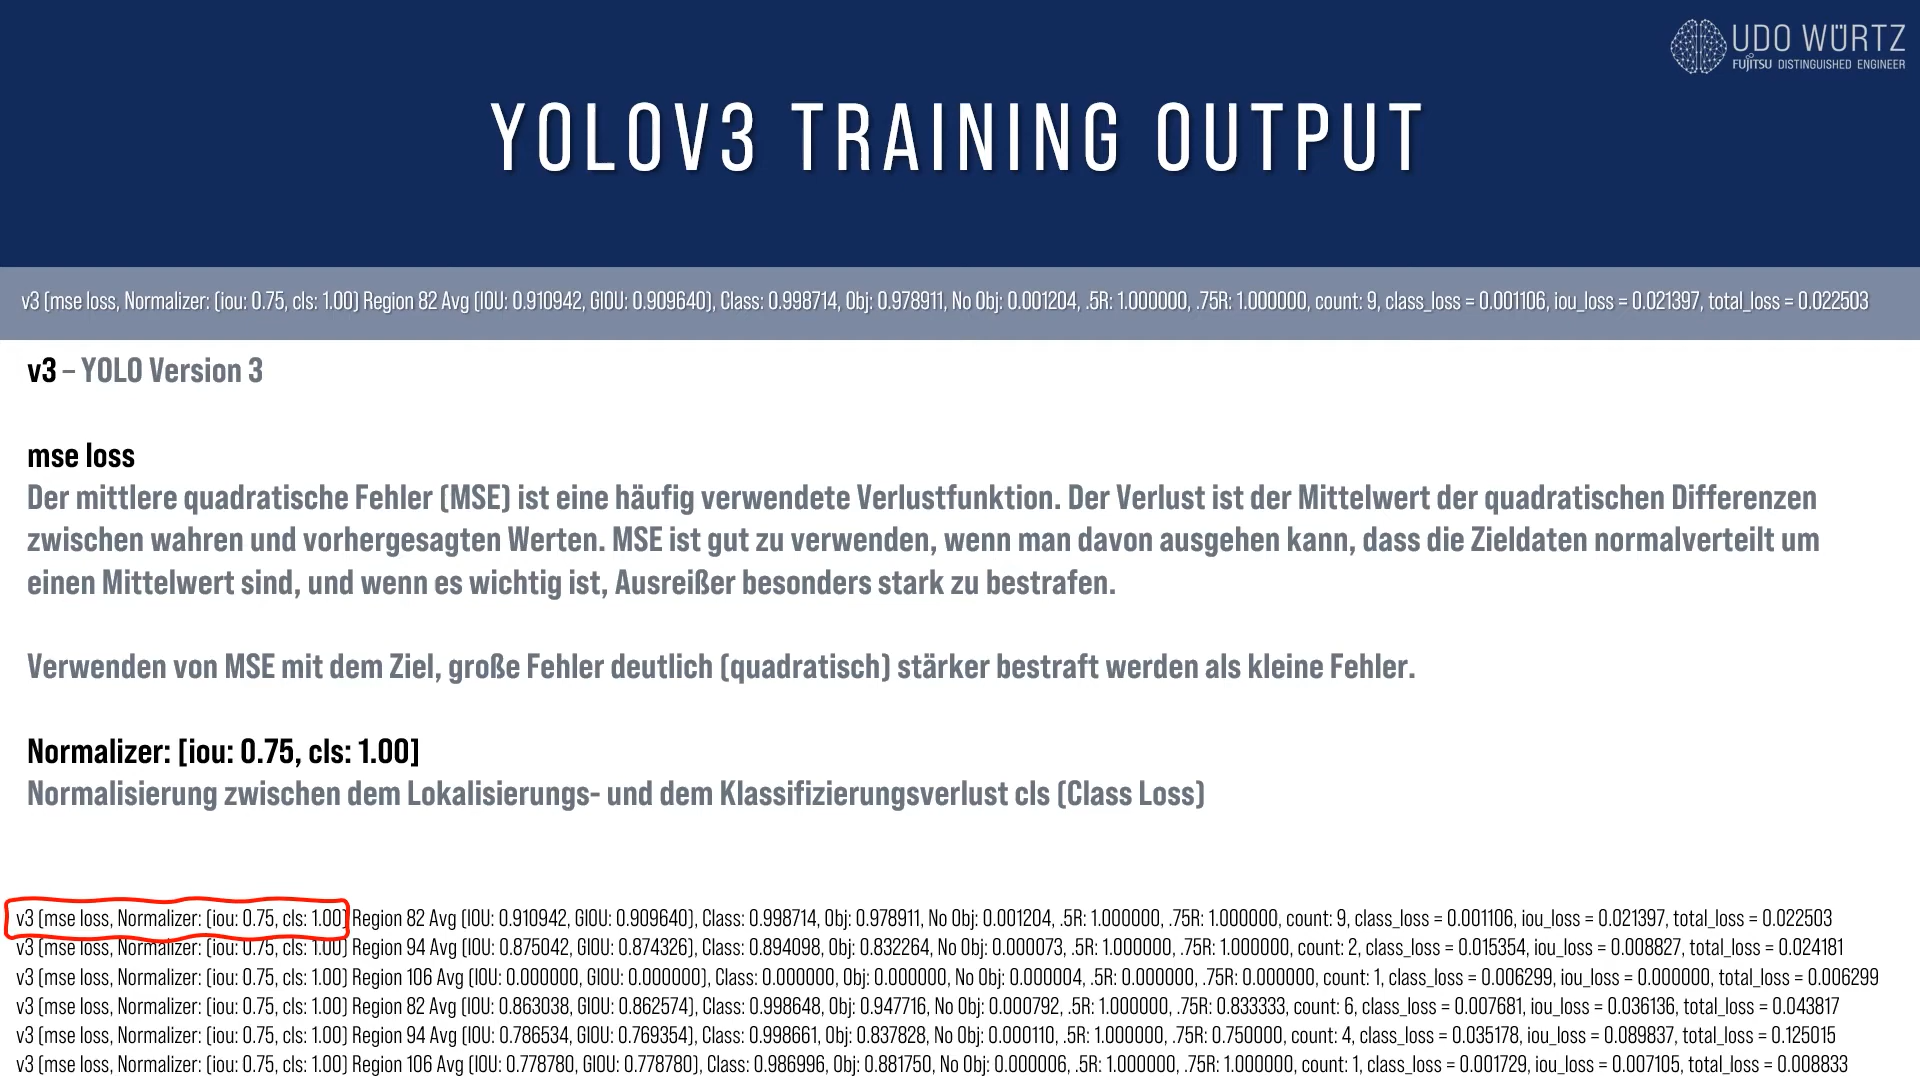 UDO WÜRTZ
FUJITSU DISTINGUISHED ENGINEER
YOLOV3 TRAINING OUTPUT
v3 (mse loss, Normalizer: (iou: 0.75, cls: 1.00) Region 82 Avg (IOU: 0.910942, GIOU: 0.909640), Class: 0.998714, Obj: 0.978911, No Obj: 0.001204, .5R: 1.000000, .75R: 1.000000, count: 9, class_loss = 0.001106, iou_loss = 0.021397, total_loss = 0.022503
v3 – YOLO Version 3
mse loss
Der mittlere quadratische Fehler (MSE) ist eine häufig verwendete Verlustfunktion. Der Verlust ist der Mittelwert der quadratischen Differenzen
zwischen wahren und vorhergesagten Werten. MSE ist gut zu verwenden, wenn man davon ausgehen kann, dass die Zieldaten normalverteilt um
einen Mittelwert sind, und wenn es wichtig ist, Ausreißer besonders stark zu bestrafen.
Verwenden von MSE mit dem Ziel, große Fehler deutlich (quadratisch) stärker bestraft werden als kleine Fehler.
Normalizer: [iou: 0.75, cls: 1.00]
Normalisierung zwischen dem Lokalisierungs- und dem Klassifizierungsverlust cls (Class Loss)
v3 (mse loss, Normalizer: (iou: 0.75, cls: 1.00) Region 82 Avg (IOU: 0.910942, GIOU: 0.909640), Class: 0.998714, Obj: 0.978911, No Obj: 0.001204, .5R: 1.000000, .75R: 1.000000, count: 9, class_loss = 0.001106, iou_loss = 0.021397, total_loss = 0.022503
v3 (mse loss, Normalizer: (iou: 0.75, cls: 1.00) Region 94 Avg (IOU: 0.875042, GIOU: 0.874326), Class: 0.894098, Obj: 0.832264, No Obj: 0.000073, .5R: 1.000000, .75R: 1.000000, count: 2, class_loss = 0.015354, iou_loss = 0.008827, total_loss = 0.024181
v3 (mse loss, Normalizer: (iou: 0.75, cls: 1.00) Region 106 Avg (IOU: 0.000000, GIOU: 0.000000), Class: 0.000000, Obj: 0.000000, No Obj: 0.000004, .5R: 0.000000, .75R: 0.000000, count: 1, class_loss = 0.006299, iou_loss = 0.000000, total_loss = 0.006299
v3 (mse loss, Normalizer: (iou: 0.75, cls: 1.00) Region 82 Avg (IOU: 0.863038, GIOU: 0.862574), Class: 0.998648, Obj: 0.947716, No Obj: 0.000792, .5R: 1.000000, .75R: 0.833333, count: 6, class_loss = 0.007681, iou_loss = 0.036136, total_loss = 0.043817
v3 (mse loss, Normalizer: (iou: 0.75, cls: 1.00) Region 94 Avg (IOU: 0.786534, GIOU: 0.769354), Class: 0.998661, Obj: 0.837828, No Obj: 0.000110, .5R: 1.000000, .75R: 0.750000, count: 4, class_loss = 0.035178, iou_loss = 0.089837, total_loss = 0.125015
v3 (mse loss, Normalizer: (iou: 0.75, cls: 1.00) Region 106 Avg (IOU: 0.778780, GIOU: 0.778780), Class: 0.986996, Obj: 0.881750, No Obj: 0.000006, .5R: 1.000000, .75R: 1.000000, count: 1, class_loss = 0.001729, iou_loss = 0.007105, total_loss = 0.008833